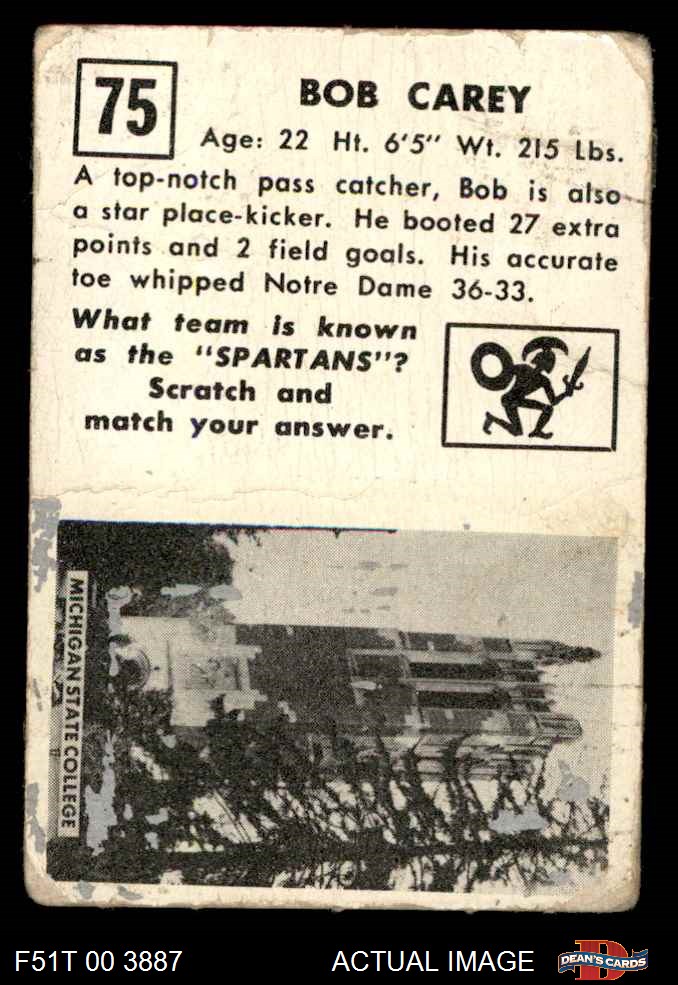 75
BOB CAREY
Age: 22 Ht. 6'5" Wt. 215 Lbs.
A top-notch pass catcher, Bob is also
a star place-kicker. He booted 27 extra
points and 2 field goals. His accurate
toe whipped Notre Dame 36-33.
What team is known
as the "SPARTANS"?
Scratch and
match your answer.
MICHIGAN STATE COLLEGE
F51T 00 3887
ACTUAL IMAGE
D
DEAN'S CARDS